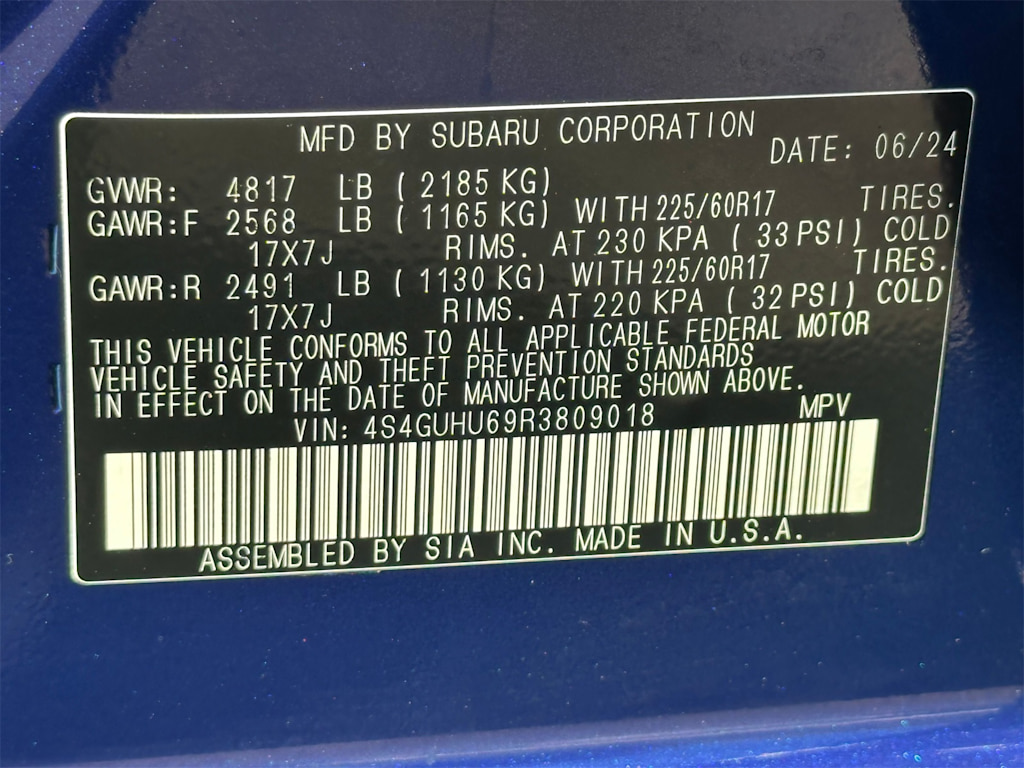 MFD BY SUBARU CORPORATION DATE: 06/24
GVWR: 4817 LB ( 2185 KG)
GAWR:F 2568 LB ( 1165 KG) WITH 225/60R17 TIRES.
17X7J RIMS. AT 230 KPA ( 33 PSI) COLD
GAWR:R 2491 LB ( 1130 KG) WITH 225/60R17 TIRES.
17X7J RIMS. AT 220 KPA ( 32 PSI) COLD
THIS VEHICLE CONFORMS TO ALL APPLICABLE FEDERAL MOTOR
VEHICLE SAFETY AND THEFT PREVENTION STANDARDS
IN EFFECT ON THE DATE OF MANUFACTURE SHOWN ABOVE.
VIN: 4S4GUHU69R3809018 MPV
ASSEMBLED BY SIA INC. MADE IN U.S.A.